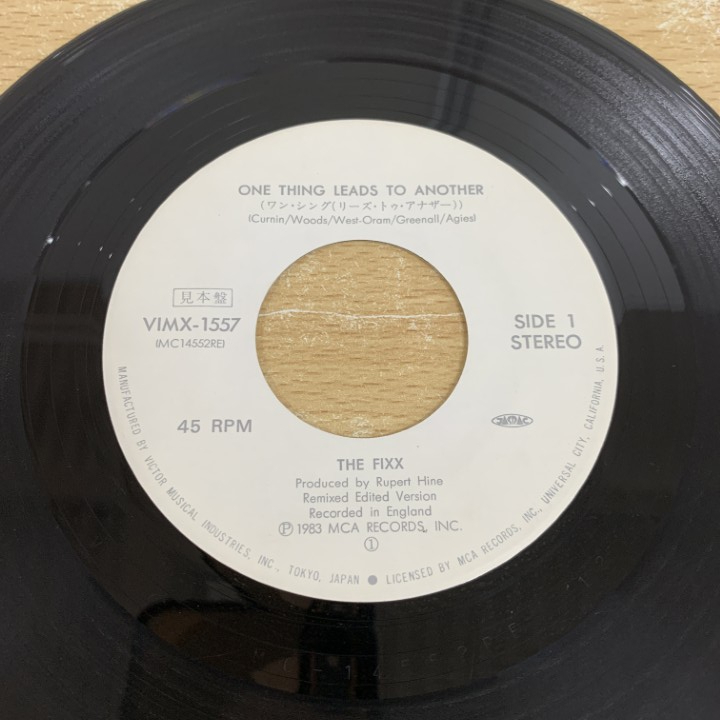 ONE THING LEADS TO ANOTHER
(ワン・シング(リーズ・トゥ・アナザー))
(Curnin/Woods/West-Oram/Greenall/Agies)
見本盤
VIMX-1557
(MC14552RE)
SIDE 1
STEREO
45 RPM
JASRAC
THE FIXX
Produced by Rupert Hine
Remixed Edited Version
Recorded in England
Ⓟ 1983 MCA RECORDS, INC.
①
MANUFACTURED BY VICTOR MUSICAL INDUSTRIES, INC., TOKYO, JAPAN ● LICENSED BY MCA RECORDS, INC., UNIVERSAL CITY, CALIFORNIA, U.S.A.